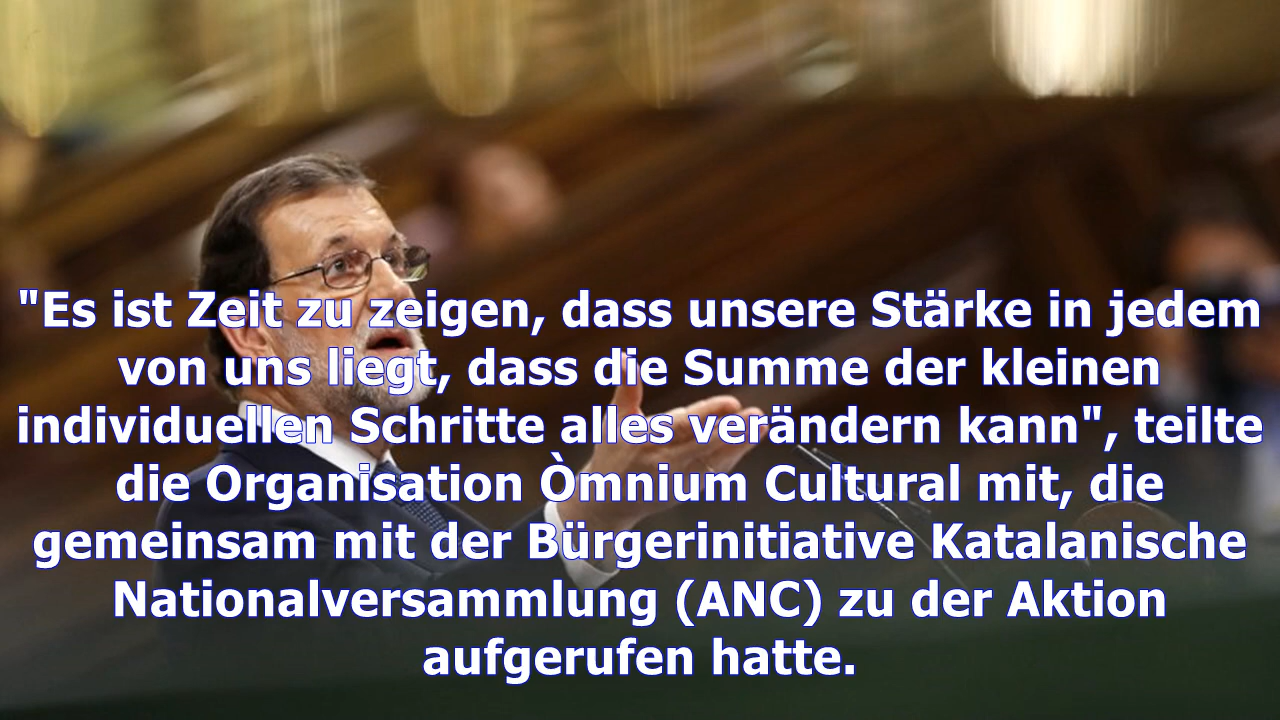 "Es ist Zeit zu zeigen, dass unsere Stärke in jedem
von uns liegt, dass die Summe der kleinen
individuellen Schritte alles verändern kann", teilte
die Organisation Òmnium Cultural mit, die
gemeinsam mit der Bürgerinitiative Katalanische
Nationalversammlung (ANC) zu der Aktion
aufgerufen hatte.